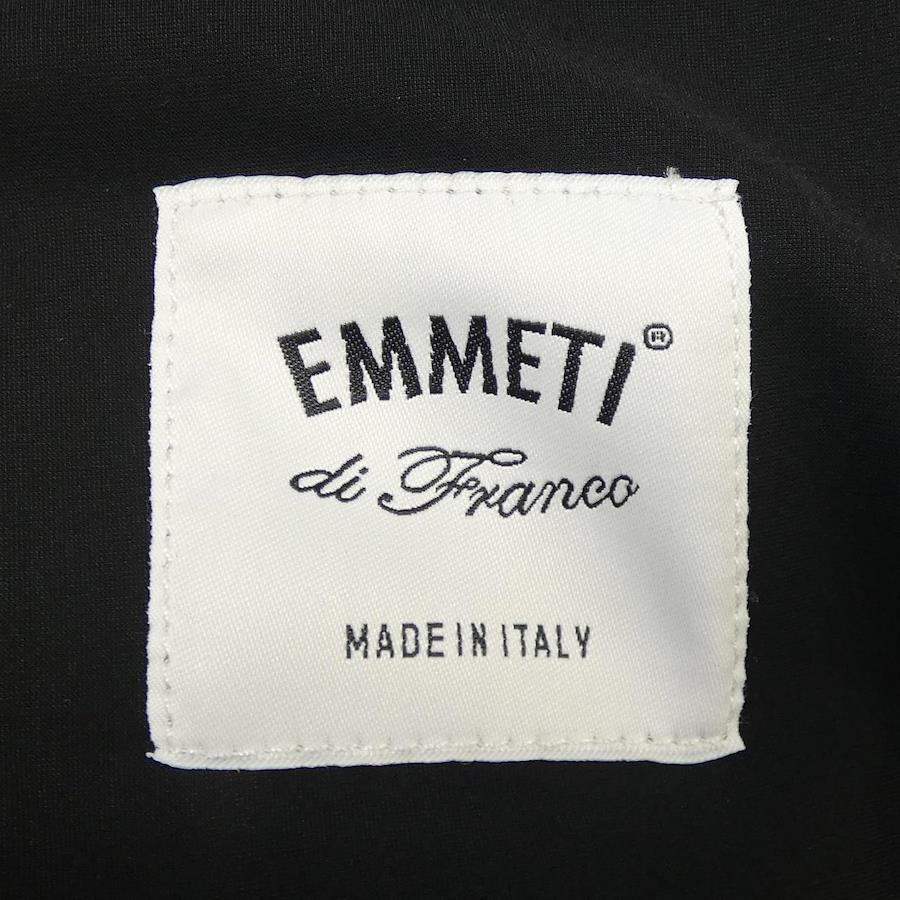 EMMETI®
di Franco
MADE IN ITALY